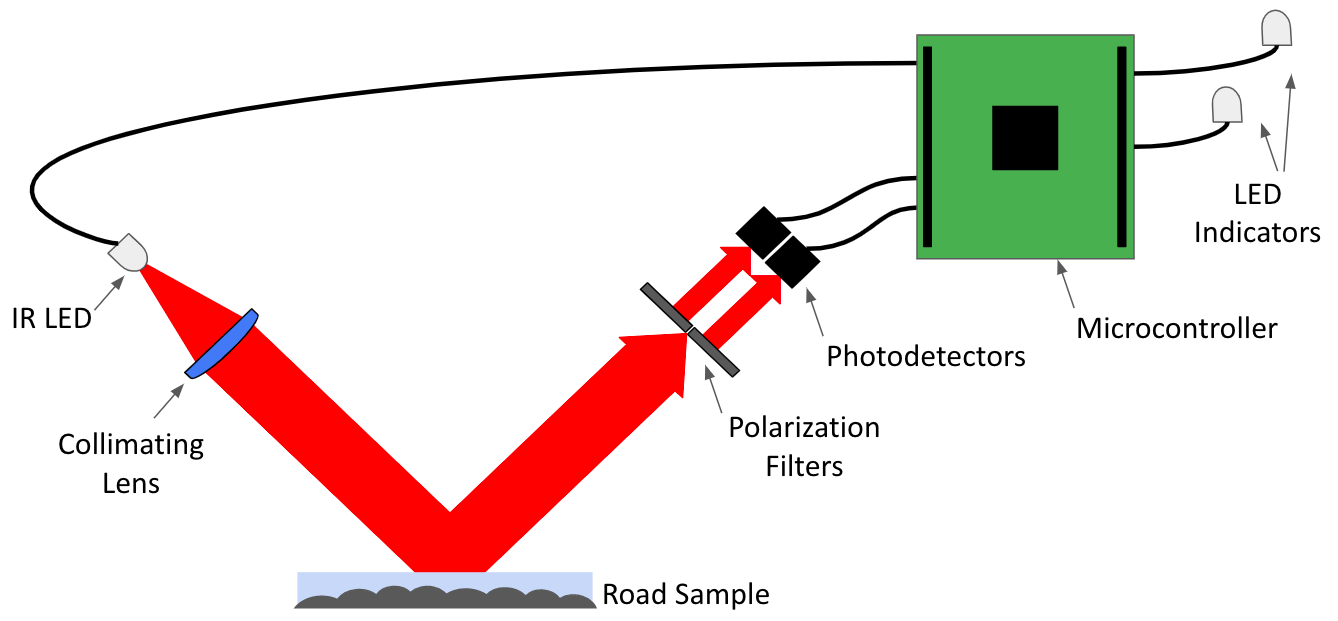 LED
Indicators
IR LED
Microcontroller
Photodetectors
Collimating
Lens
Polarization
Filters
Road Sample